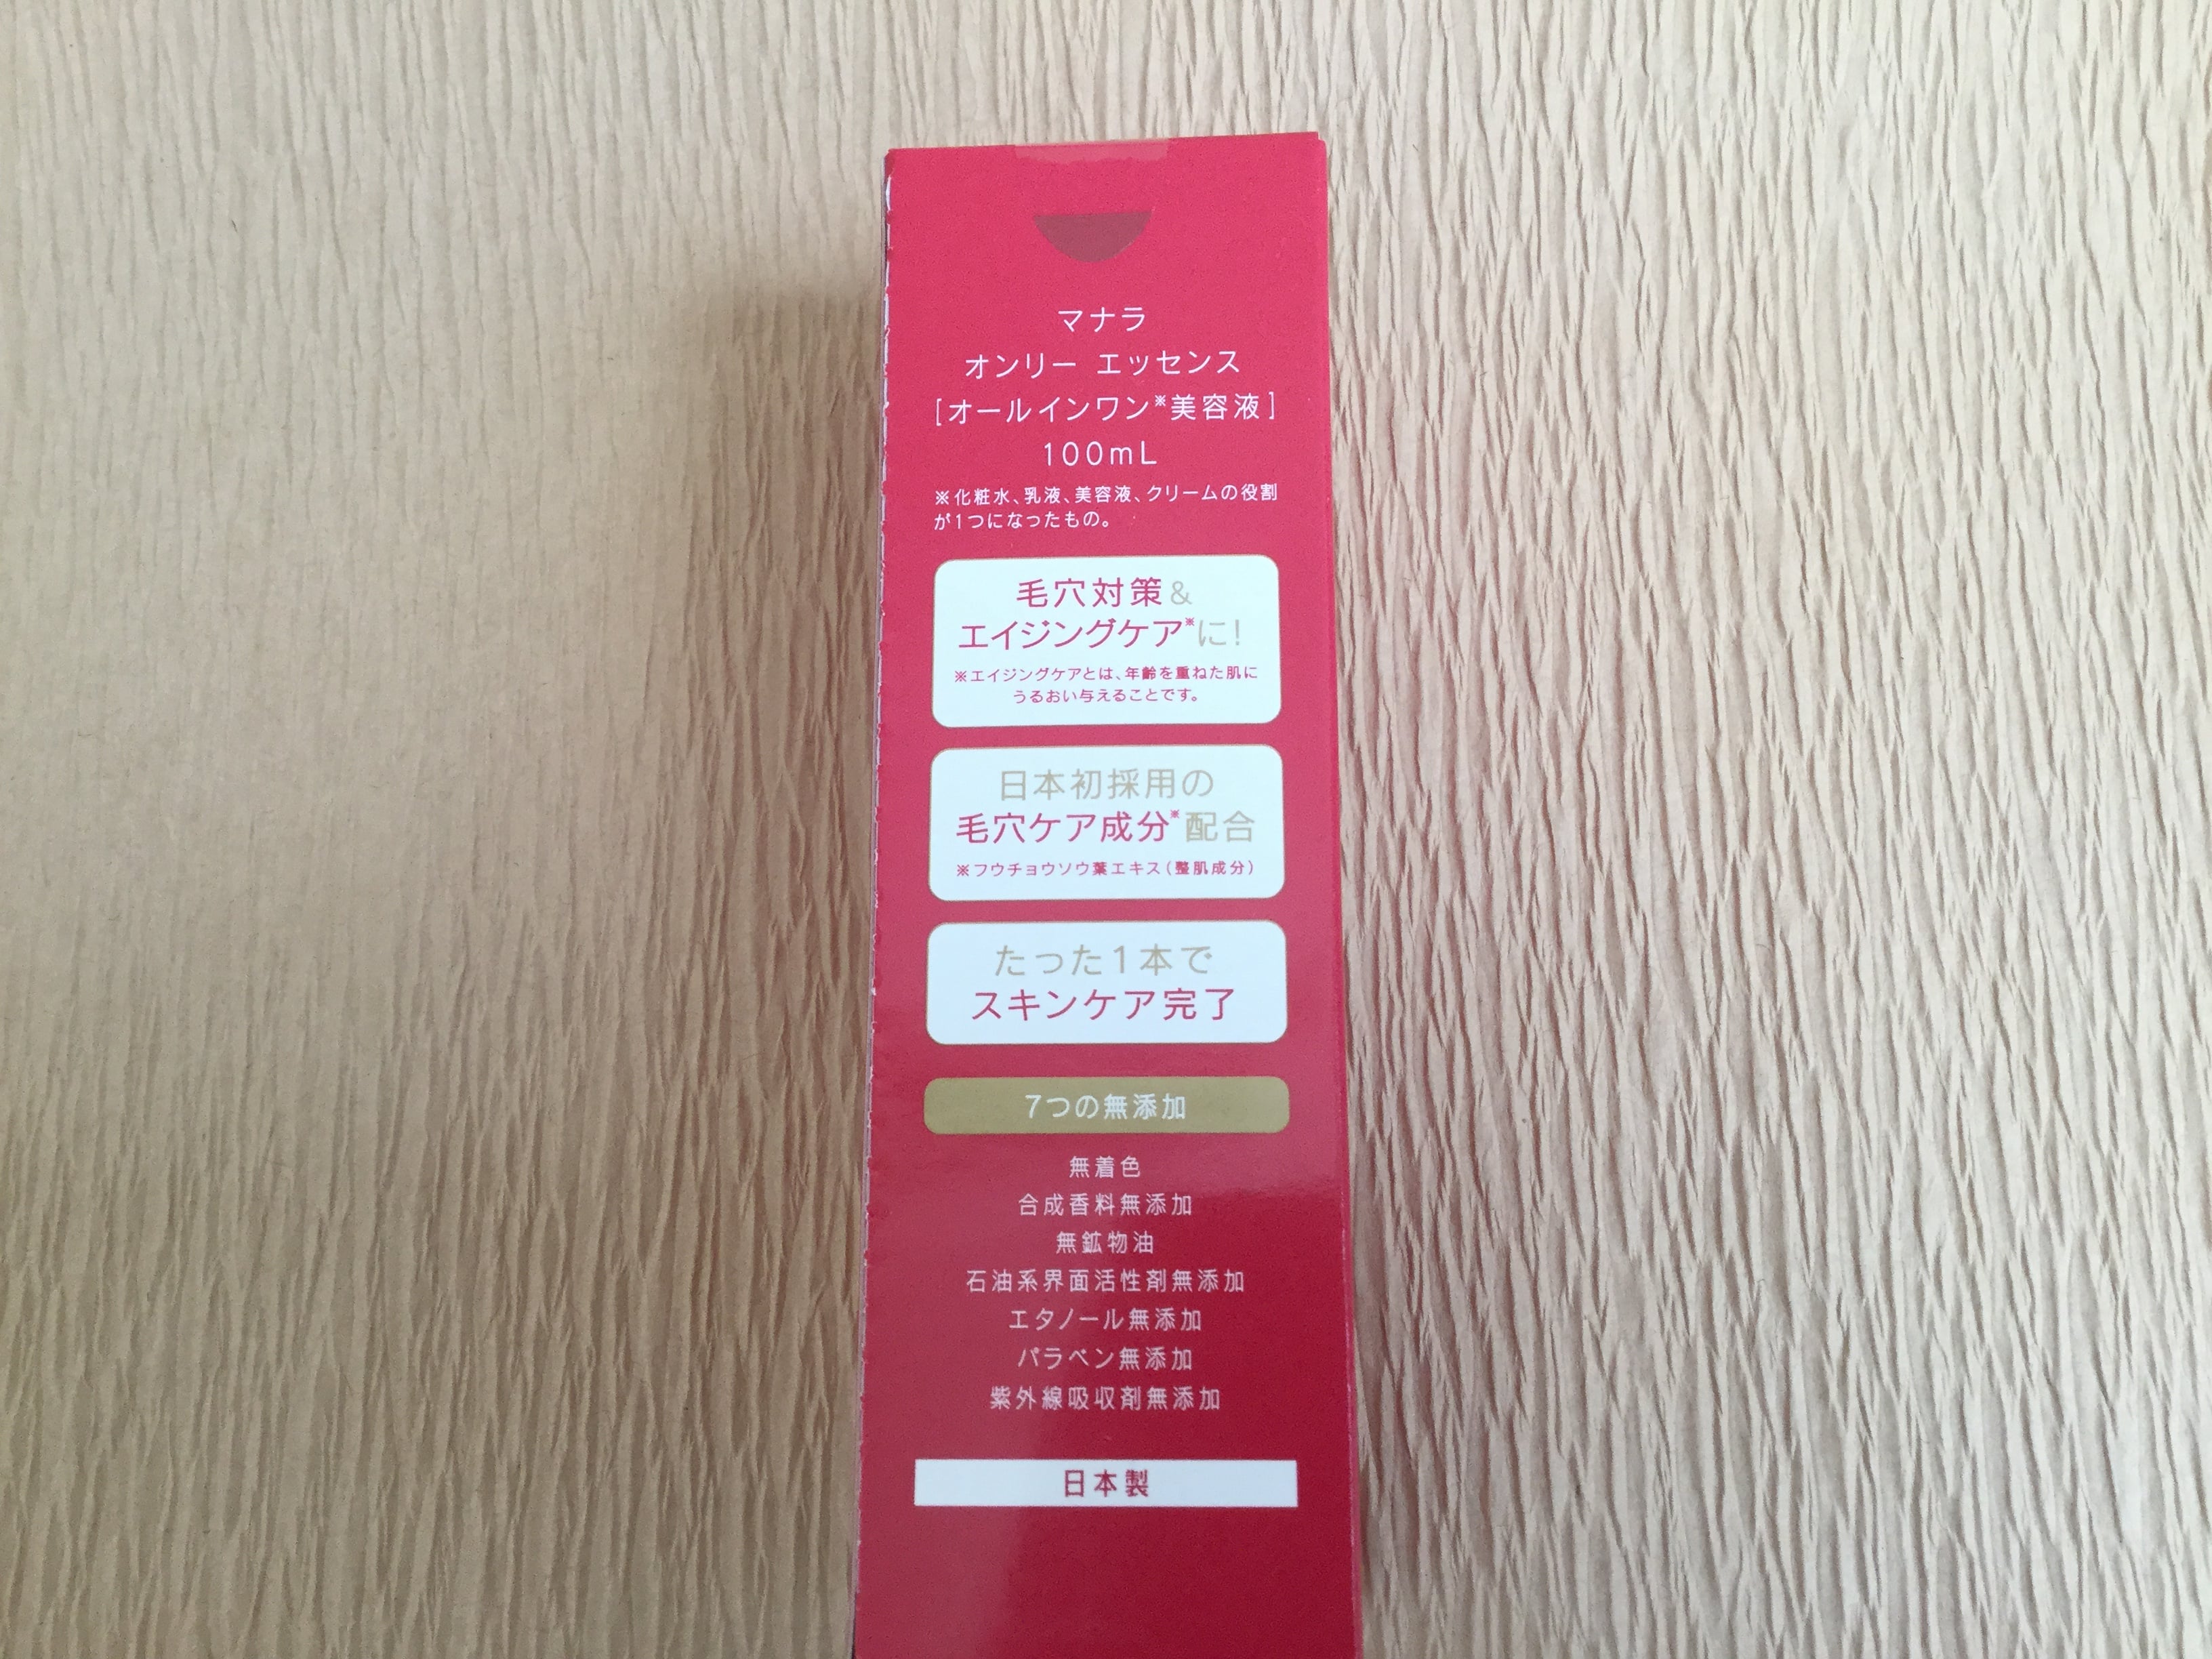 マナラ
オンリー エッセンス
[オールインワン※美容液]
100mL
※化粧水、乳液、美容液、クリームの役割
が1つになったもの。
毛穴対策&
エイジングケア※に!
※エイジングケアとは、年齢を重ねた肌に
うるおい与えることです。
日本初採用の
毛穴ケア成分※配合
※フウチョウソウ葉エキス(整肌成分)
たった1本で
スキンケア完了
7つの無添加
無着色
合成香料無添加
無鉱物油
石油系界面活性剤無添加
エタノール無添加
パラベン無添加
紫外線吸収剤無添加
日本製